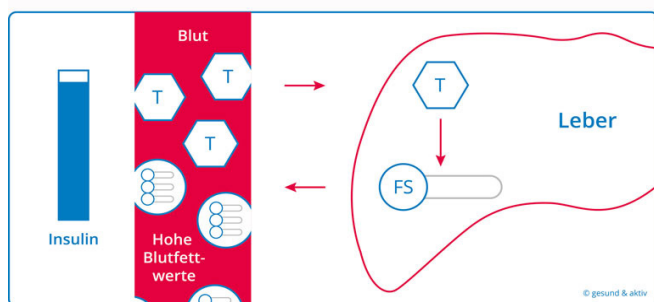 Blut
T
T
T
T
Leber
FS
Insulin
Hohe
Blutfett-
werte
© gesund & aktiv